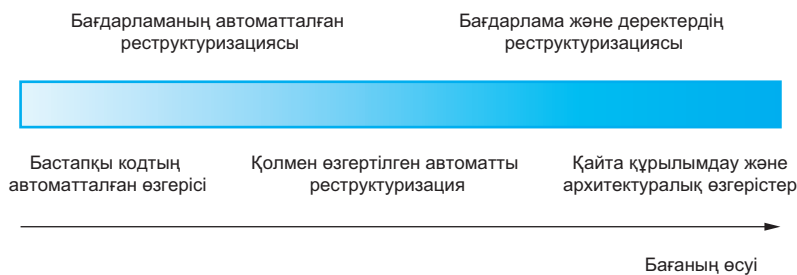 Бағдарламаның автоматталған
реструктуризациясы
Бағдарлама және деректердің
реструктуризациясы
Бастапқы кодтың
автоматталған өзгерісі
Қолмен өзгертілген автоматты
реструктуризация
Қайта құрылымдау және
архитектуралық өзгерістер
Бағаның өсуі